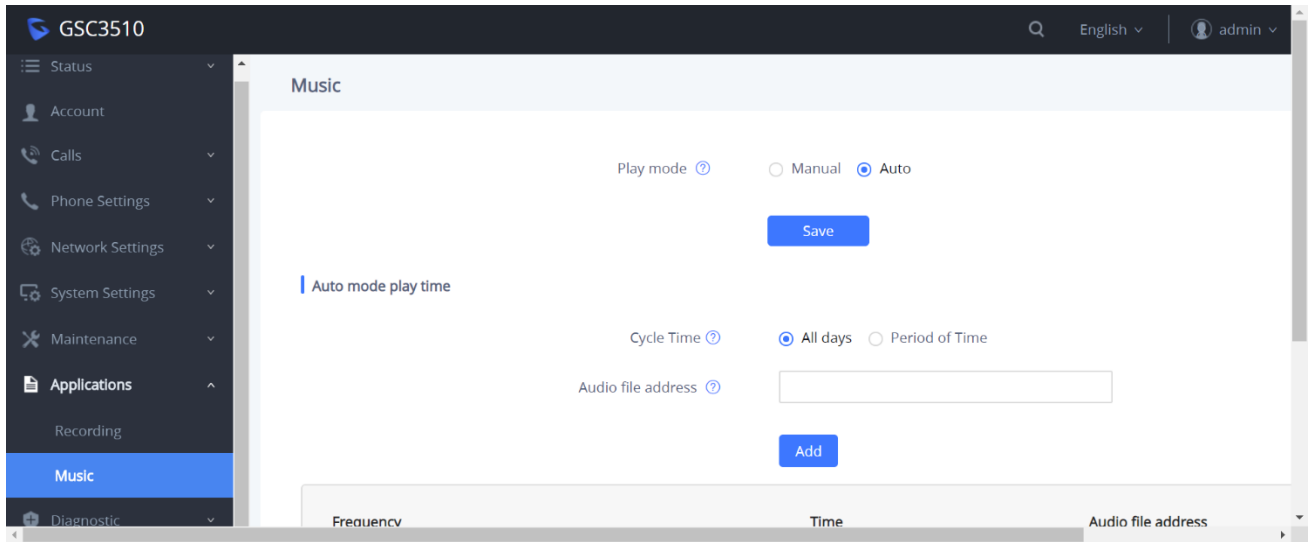 GSC3510
English
admin
Status
Account
Calls
Phone Settings
Network Settings
System Settings
Maintenance
Applications
Recording
Music
Diagnostic
Music
Play mode ? Manual Auto
Save
Auto mode play time
Cycle Time ? All days Period of Time
Audio file address ?
Add
Frequency Time Audio file address